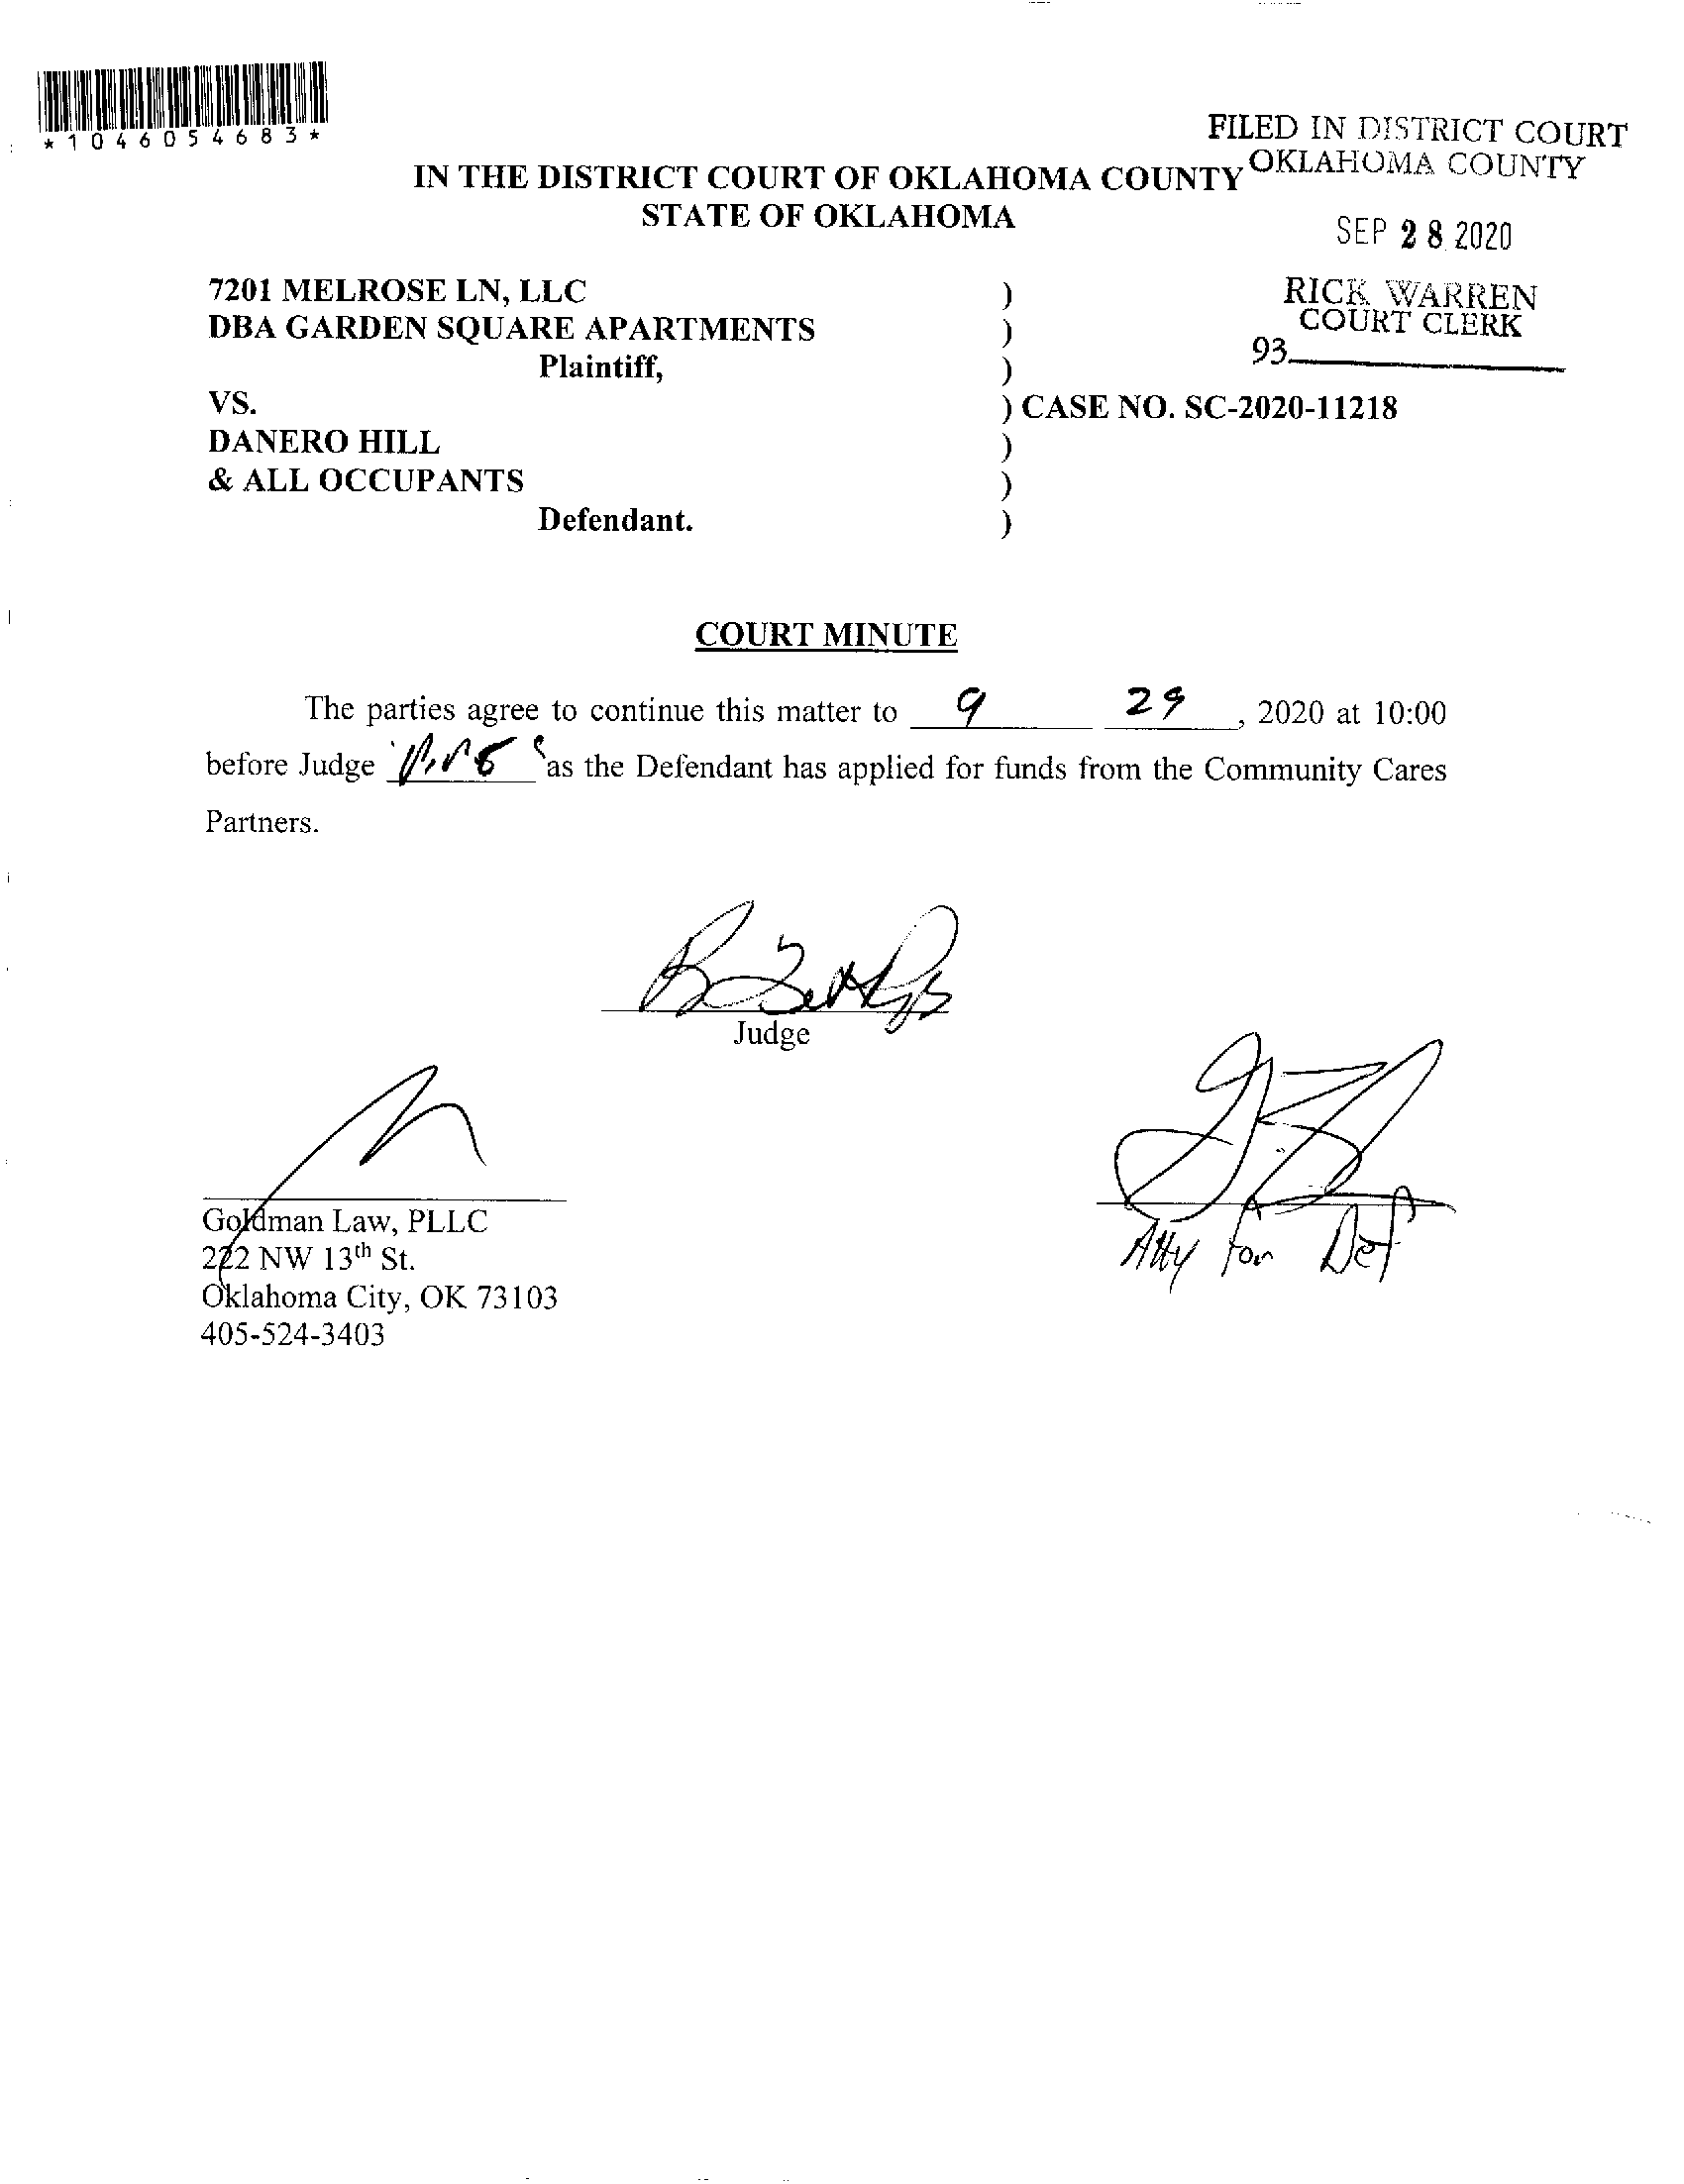 *1046054683*
FILED IN DISTRICT COURT
OKLAHOMA COUNTY
IN THE DISTRICT COURT OF OKLAHOMA COUNTY
STATE OF OKLAHOMA
SEP 28 2020
7201 MELROSE LN, LLC )
DBA GARDEN SQUARE APARTMENTS )
Plaintiff, )
RICK WARREN
COURT CLERK
93
VS. ) CASE NO. SC-2020-11218
DANERO HILL )
& ALL OCCUPANTS )
Defendant. )
COURT MINUTE
The parties agree to continue this matter to 9 29, 2020 at 10:00
before Judge as the Defendant has applied for funds from the Community Cares
Partners.
Judge
Goldman Law, PLLC
222 NW 13th St.
Oklahoma City, OK 73103
405-524-3403
Atty for Def